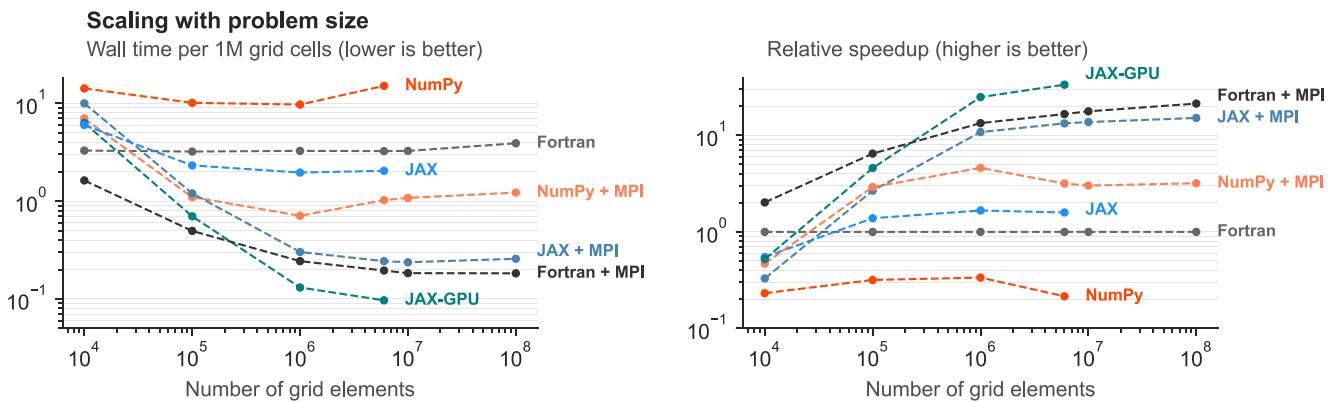 Scaling with problem size
Wall time per 1M grid cells (lower is better)
10^1
10^0
10^-1
10^4
10^5
10^6
10^7
10^8
Number of grid elements
NumPy
Fortran
JAX
NumPy + MPI
JAX + MPI
Fortran + MPI
JAX-GPU
Relative speedup (higher is better)
10^1
10^0
10^-1
10^4
10^5
10^6
10^7
10^8
Number of grid elements
JAX-GPU
Fortran + MPI
JAX + MPI
NumPy + MPI
JAX
Fortran
NumPy